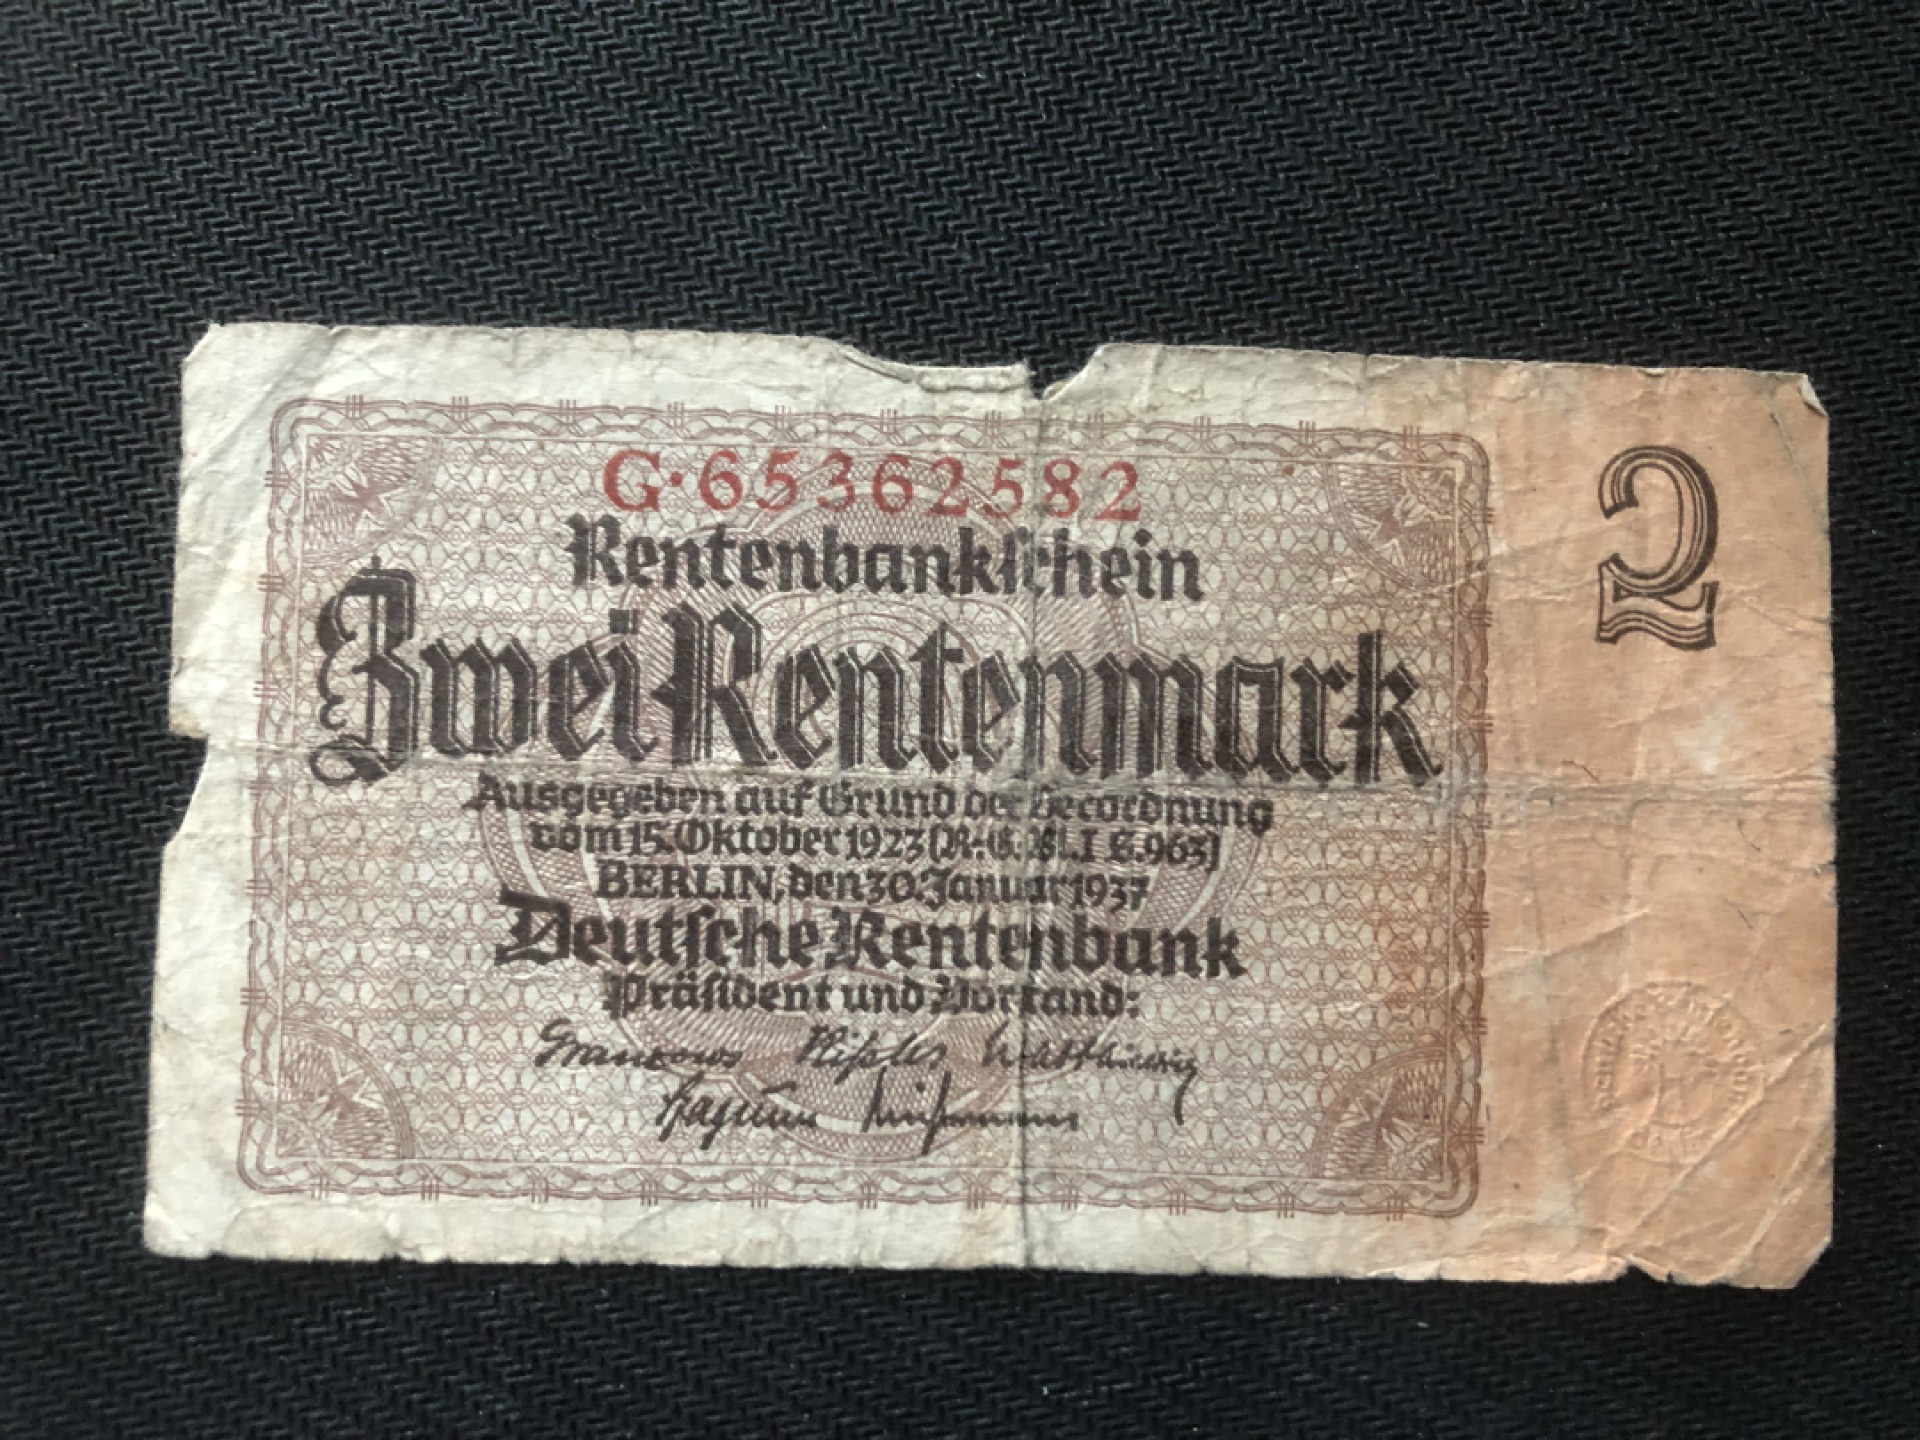 G·65362582
Rentenbankschein
Zwei Rentenmark
2
Ausgegeben auf Grund der Verordnung
vom 15. Oktober 1923 (R.G.Bl. I S. 963)
BERLIN, den 30. Januar 1937
Deutsche Rentenbank
Präsident und Vorstand: